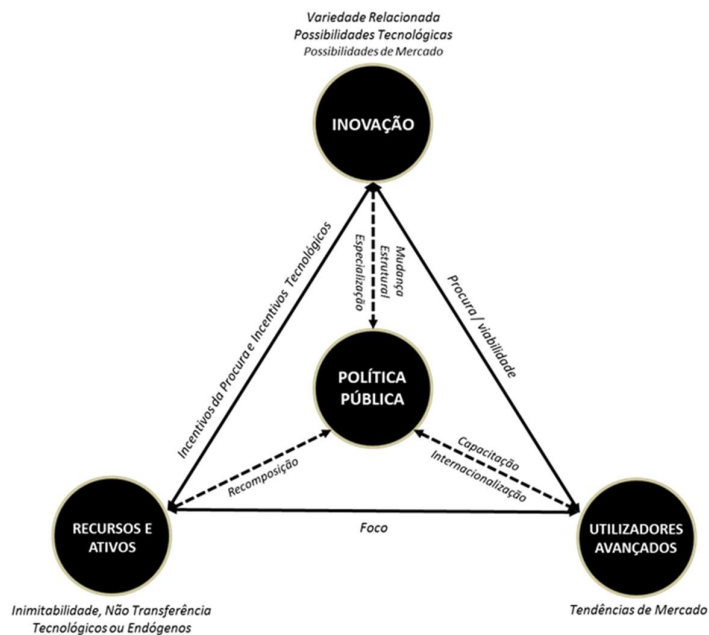 Variedade Relacionada
Possibilidades Tecnológicas
Possibilidades de Mercado
INOVAÇÃO
Incentivos da Procura e Incentivos Tecnológicos
Especialização
Mudança
Estrutural
Procura / viabilidade
POLÍTICA
PÚBLICA
Recomposição
Capacitação
Internacionalização
RECURSOS E
ATIVOS
Foco
UTILIZADORES
AVANÇADOS
Inimitabilidade, Não Transferência
Tecnológicos ou Endógenos
Tendências de Mercado